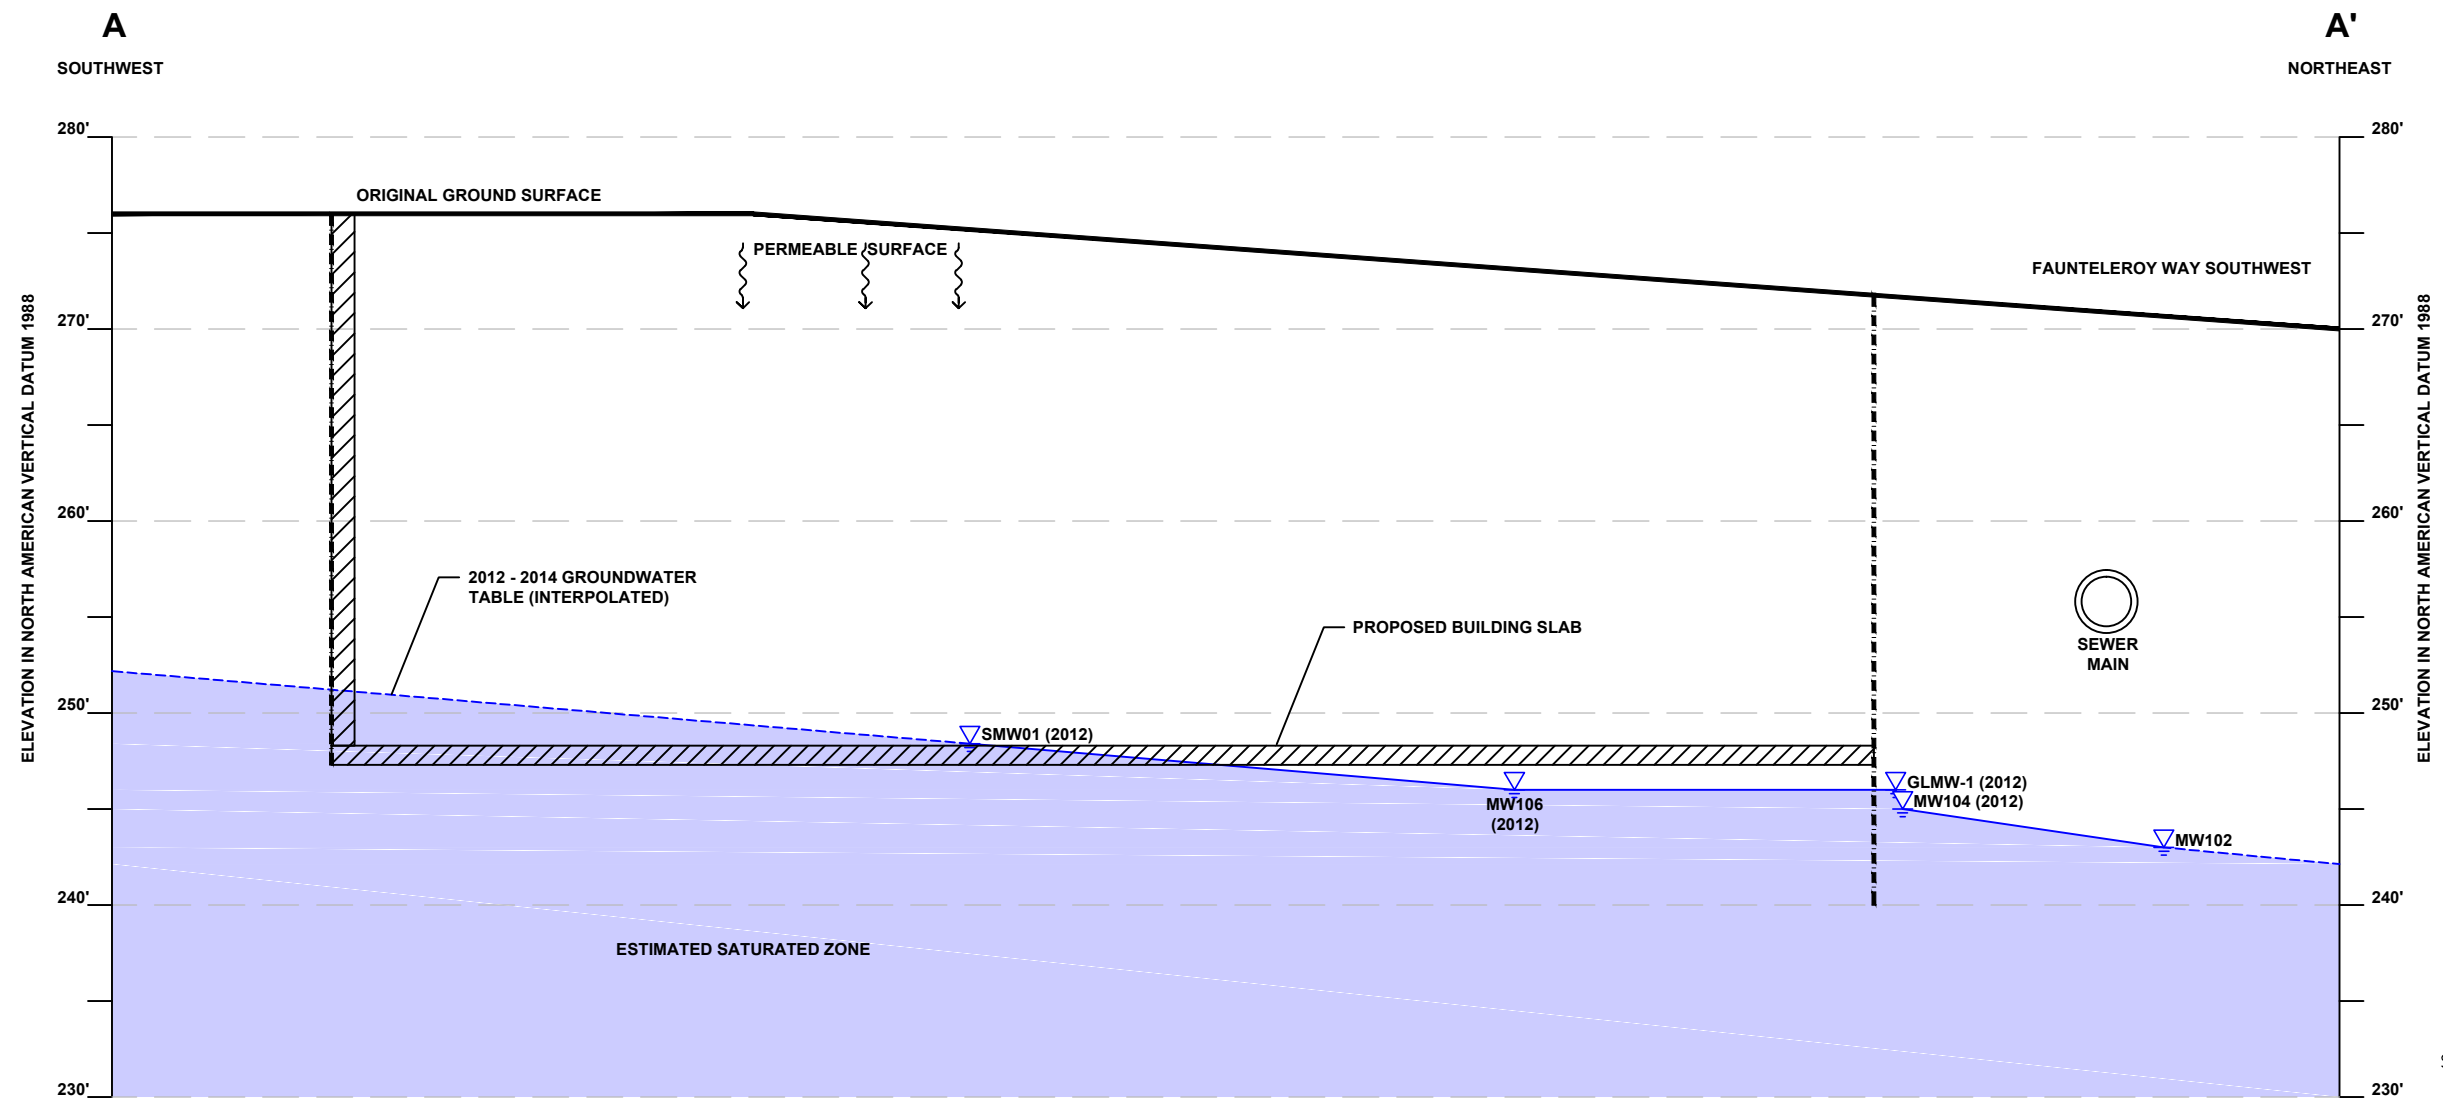 A
A'
SOUTHWEST
NORTHEAST
280'
280'
ORIGINAL GROUND SURFACE
PERMEABLE SURFACE
FAUNTELEROY WAY SOUTHWEST
270'
270'
ELEVATION IN NORTH AMERICAN VERTICAL DATUM 1988
ELEVATION IN NORTH AMERICAN VERTICAL DATUM 1988
260'
260'
2012 - 2014 GROUNDWATER
TABLE (INTERPOLATED)
PROPOSED BUILDING SLAB
SEWER
MAIN
250'
250'
SMW01 (2012)
MW106
(2012)
GLMW-1 (2012)
MW104 (2012)
MW102
240'
240'
ESTIMATED SATURATED ZONE
230'
230'